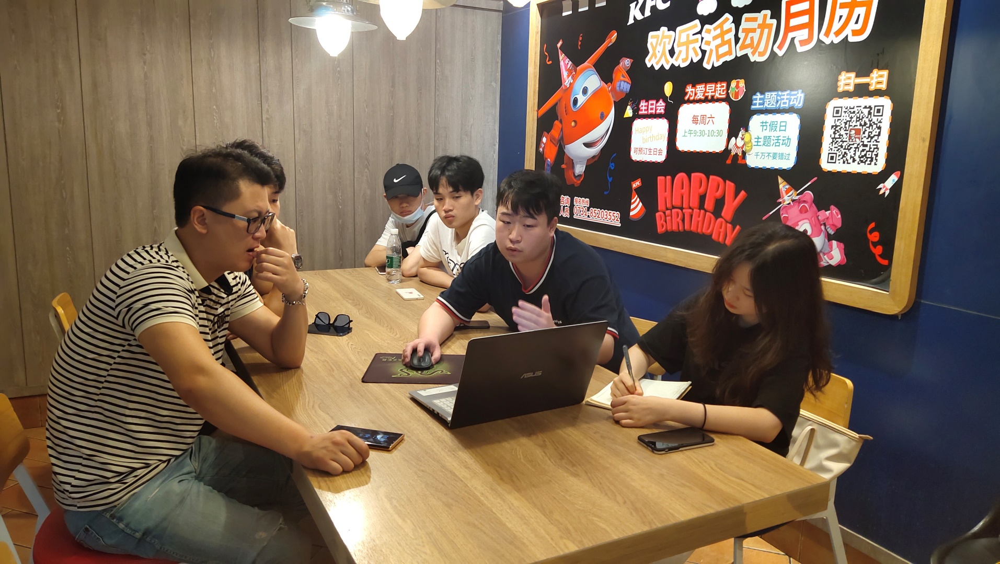 KFC
欢乐活动月历
扫一扫
为爱早起
每周六
上午9:30-10:30
主题活动
节假日
主题活动
千万不要错过
生日会
Happy
birthday
可预订生日会
KFC
HAPPY
BiRTHDAY
咨询
人员
报名热线
0731-85203552
ASUS